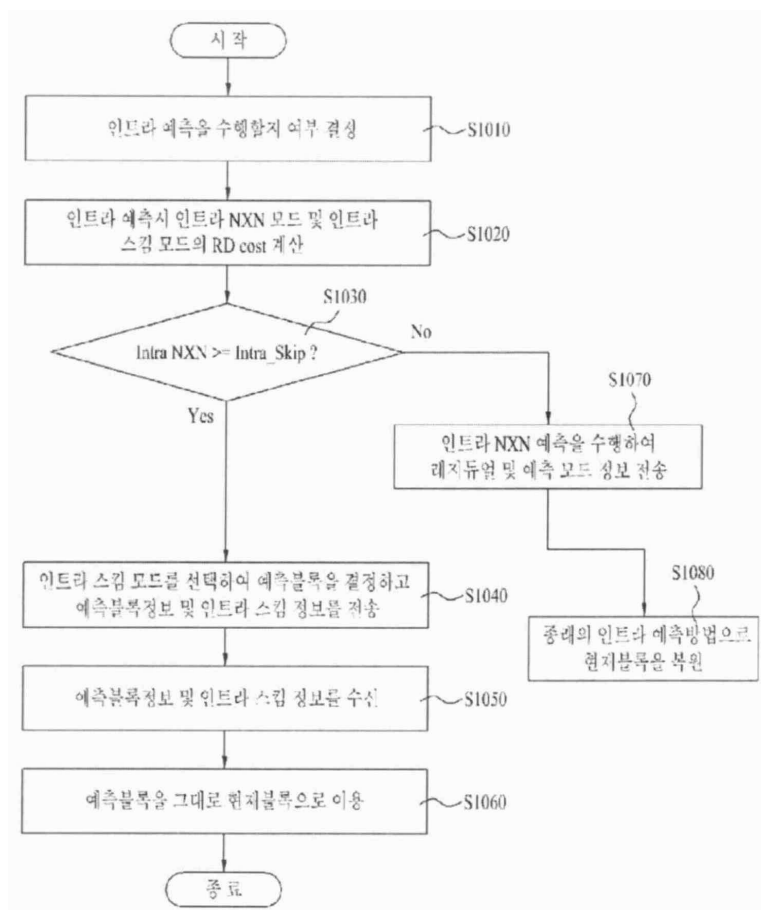 시 작
인트라 예측을 수행할지 여부 결정
S1010
인트라 예측시 인트라 NXN 모드 및 인트라
스킵 모드의 RD cost 계산
S1020
S1030
Intra NXN >= Intra_Skip ?
No
Yes
S1070
인트라 NXN 예측을 수행하여
레지듀얼 및 예측 모드 정보 전송
인트라 스킵 모드를 선택하여 예측블록을 결정하고
예측블록정보 및 인트라 스킵 정보를 전송
S1040
S1080
종래의 인트라 예측방법으로
현재블록을 복원
예측블록정보 및 인트라 스킵 정보를 수신
S1050
예측블록을 그대로 현재블록으로 이용
S1060
종 료